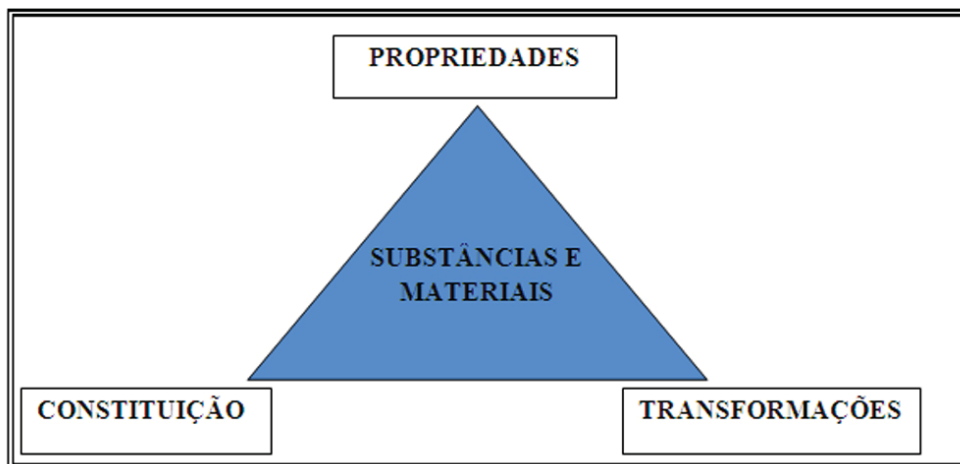 PROPRIEDADES
SUBSTÂNCIAS E
MATERIAIS
CONSTITUIÇÃO
TRANSFORMAÇÕES